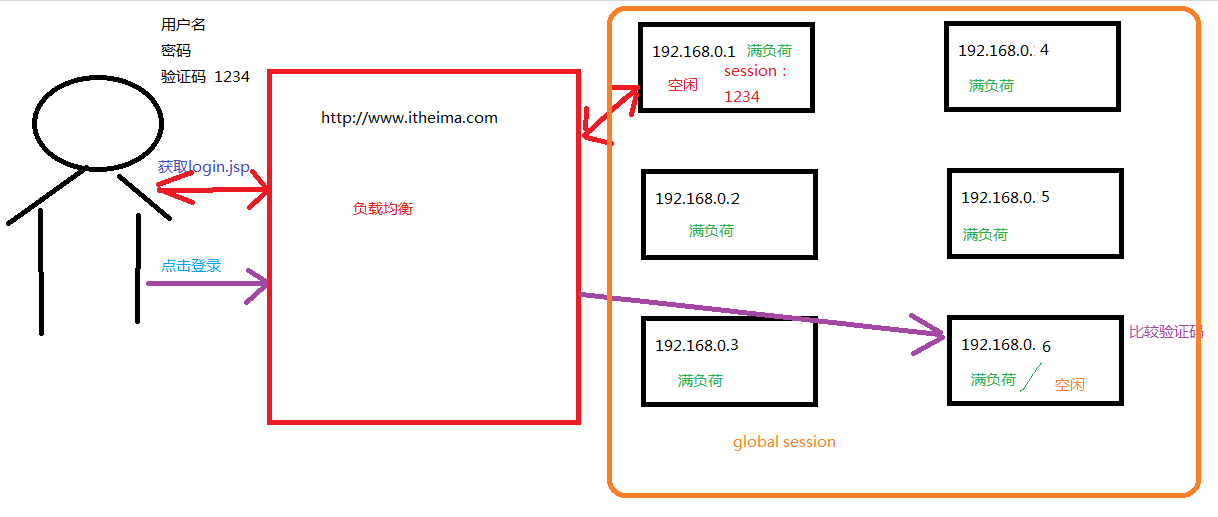 用户名
密码
验证码 1234
获取login.jsp
点击登录
http://www.itheima.com
负载均衡
192.168.0.1 满负荷
空闲
session：
1234
192.168.0. 4
满负荷
192.168.0.2
满负荷
192.168.0. 5
满负荷
192.168.0.3
满负荷
192.168.0. 6
满负荷
空闲
比较验证码
global session